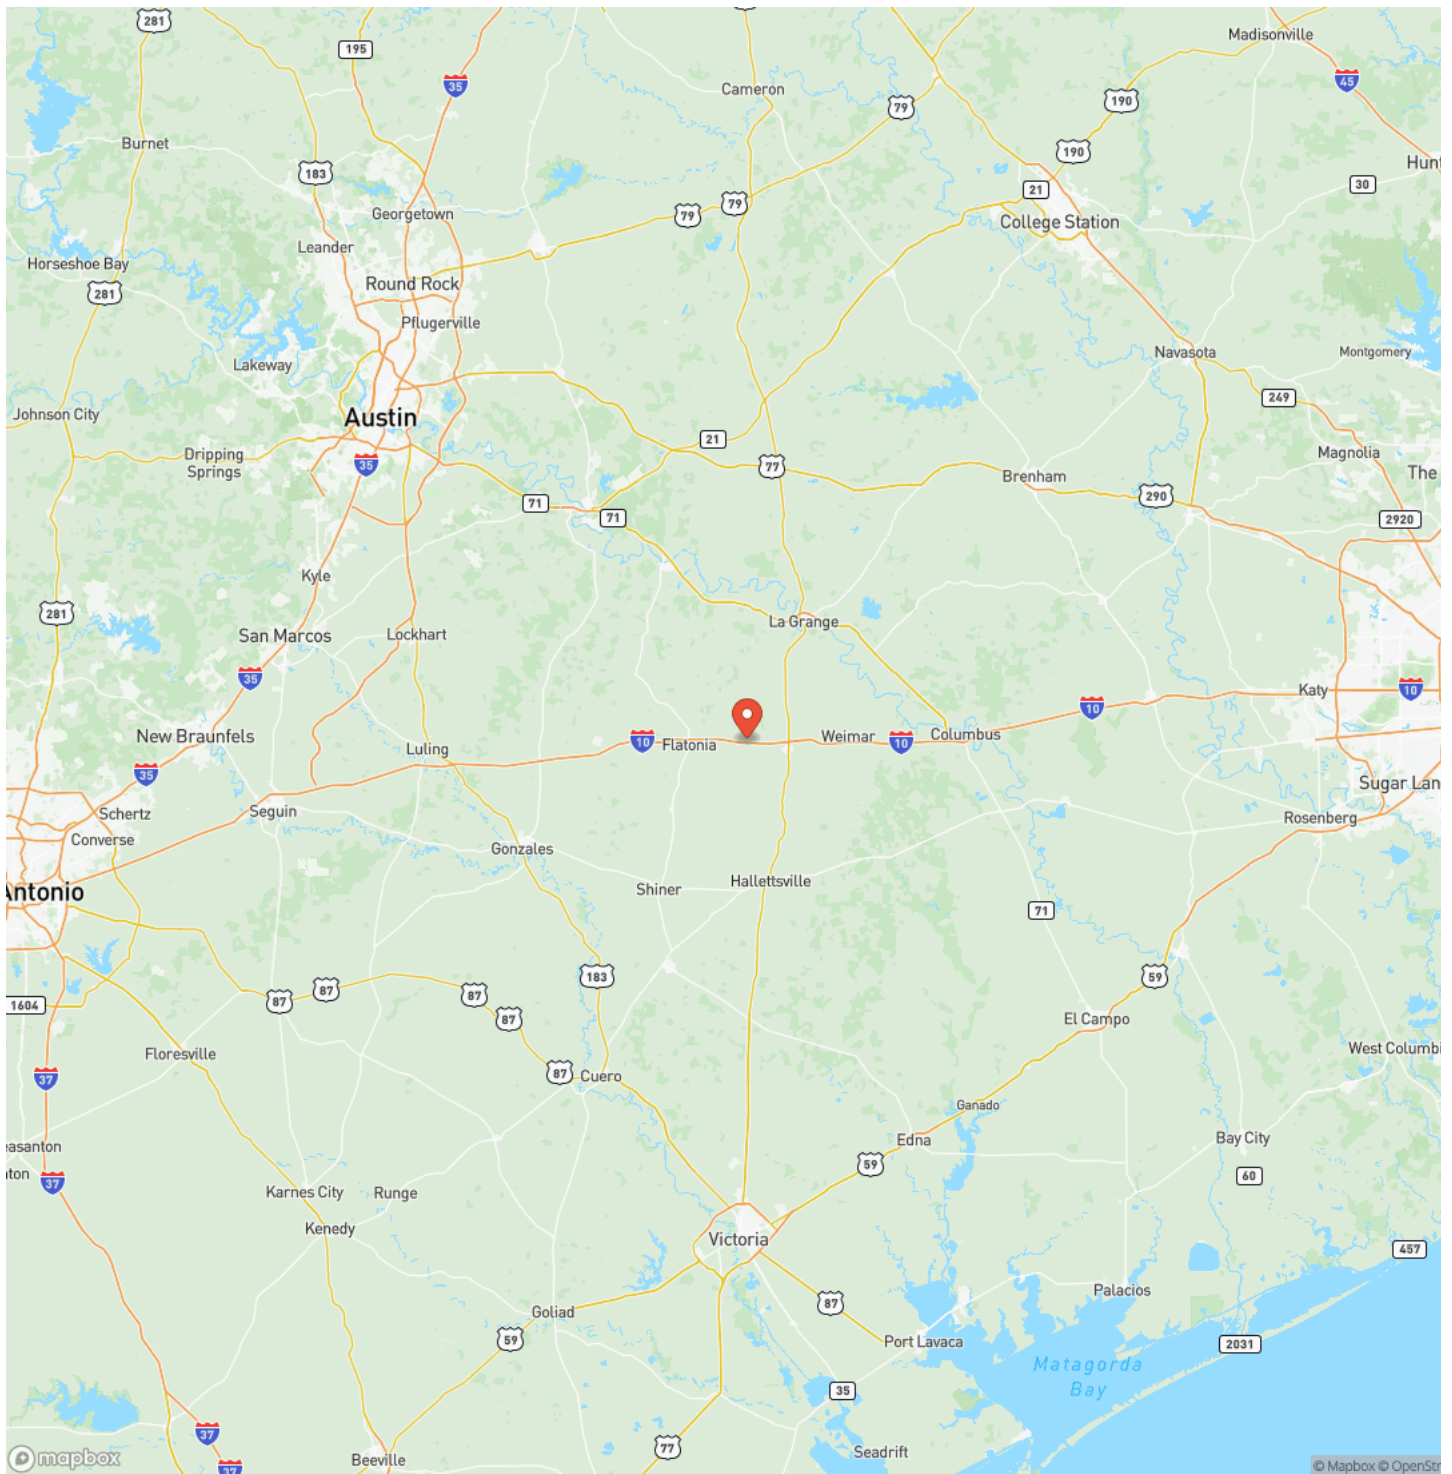 281
195
35
Madisonville
45
Cameron
79
190
Burnet
183
190
Hunt
30
21
79
79
Georgetown
College Station
Leander
Horsehoe Bay
Round Rock
281
Pflugerville
Lakeway
Navasota
Montgomery
249
Johnson City
Austin
21
Dripping
Springs
35
77
Magnolia
The
Brenham
290
71
71
2920
Kyle
281
La Grange
San Marcos
Lockhart
35
Katy
10
10
New Braunfels
Luling
10
Flatonia
Weimar
10
Columbus
35
Sugar Lan
Schertz
Seguin
Rosenberg
Converse
Gonzales
Antonio
Shiner
Hallettsville
71
183
59
87
87
87
1604
87
El Campo
Floresville
West Columbi
37
87
Cuero
Ganado
easanton
Edna
Bay City
59
nton
37
60
Karnes City
Runge
Kenedy
Victoria
457
Palacios
87
Goliad
59
Port Lavaca
2031
Matagorda
Bay
35
37
77
Seadrift
mapbox
Beeville
37
© Mapbox © OpenStr